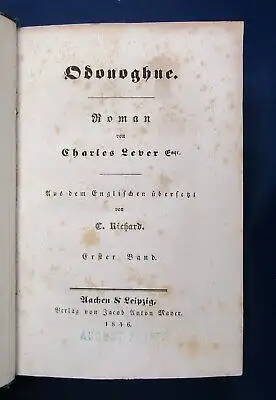 Odonoghue.
Roman
von
Charles Lever Esqr.
Aus dem Englischen übersetzt
von
C. Richard.
Erster Band.
Aachen & Leipzig,
Verlag von Jacob Anton Mayer.
1846.